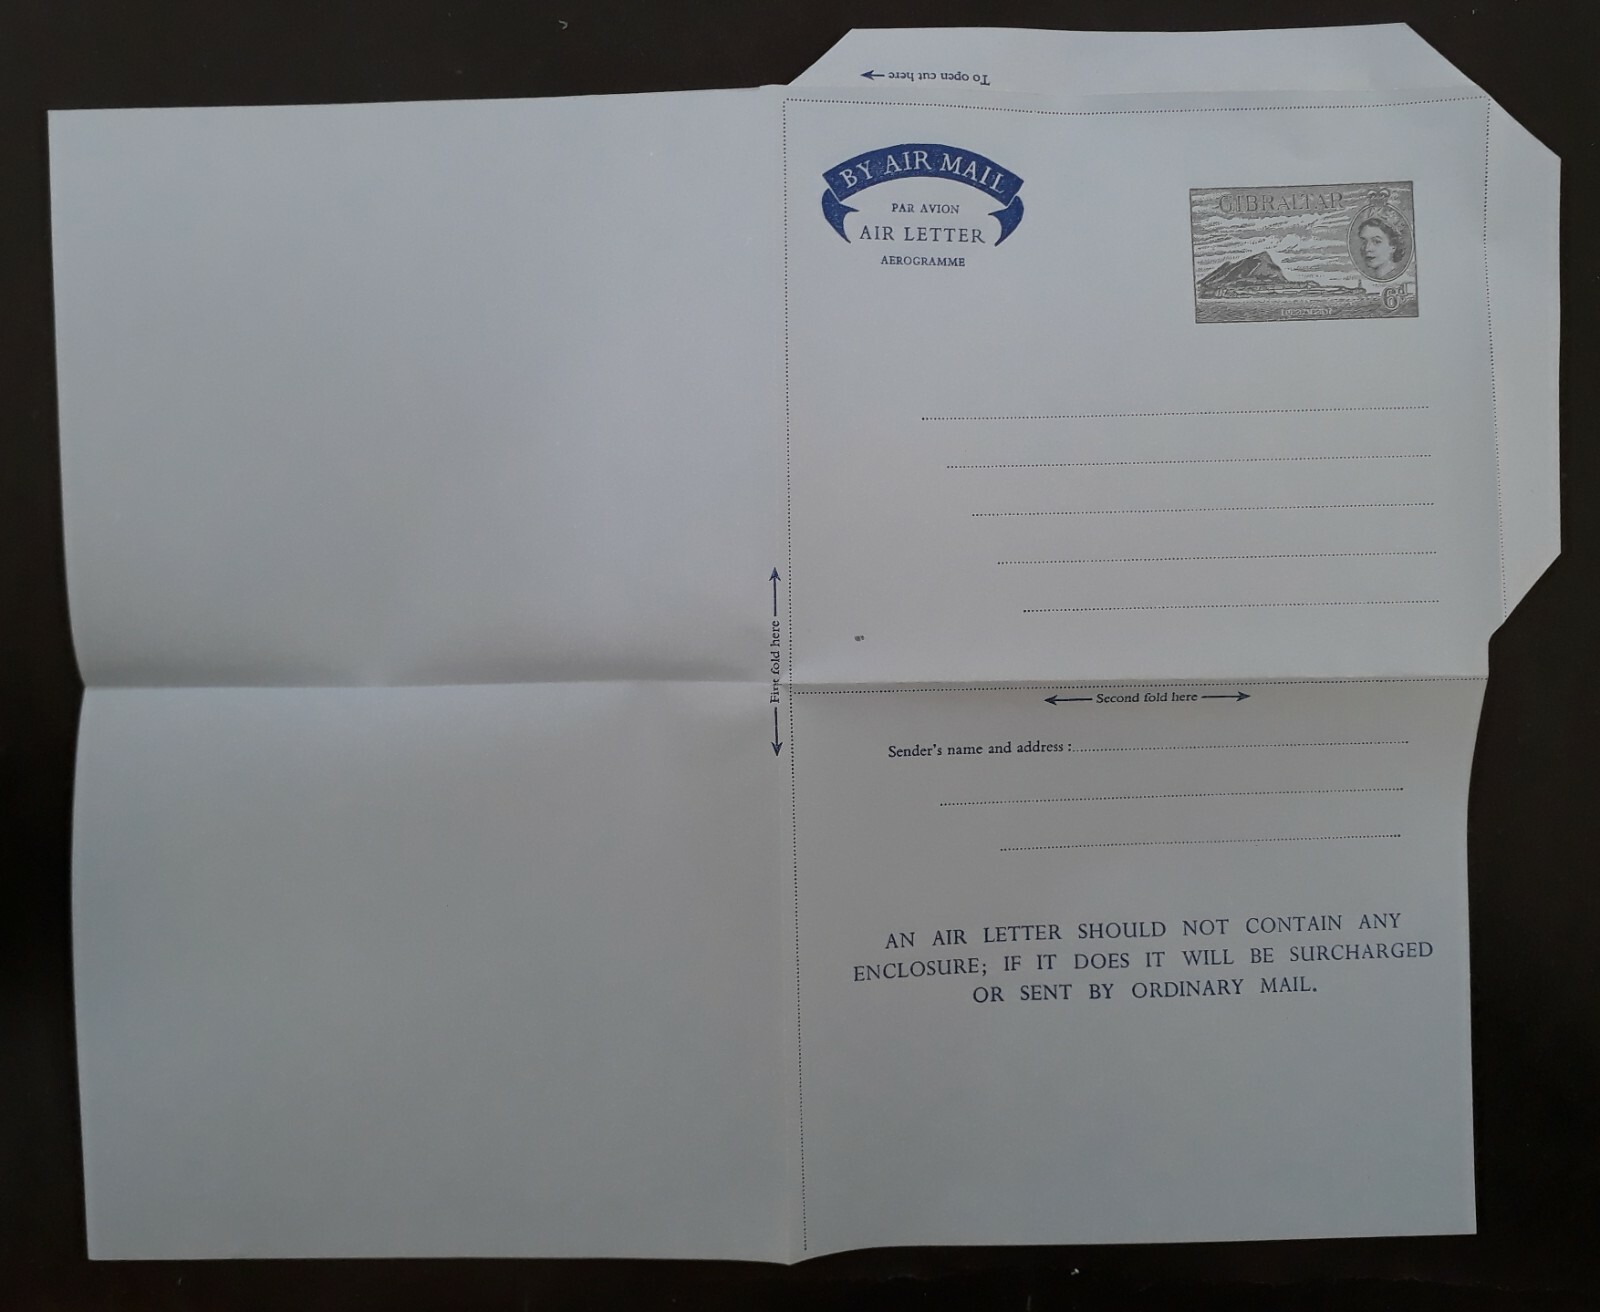 To open cut here
BY AIR MAIL
PAR AVION
AIR LETTER
AEROGRAMME
GIBRALTAR
6d
First fold here
Second fold here
Sender's name and address :
AN AIR LETTER SHOULD NOT CONTAIN ANY
ENCLOSURE; IF IT DOES IT WILL BE SURCHARGED
OR SENT BY ORDINARY MAIL.